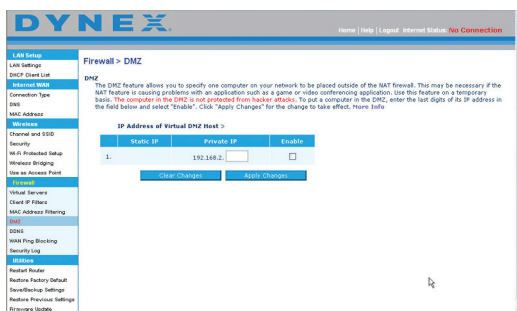 DYNEX
Home | Help | Logout Internet Status: No Connection
LAN Setup
LAN Settings
DHCP Client List
Internet WAN
Connection Type
DNS
MAC Address
Wireless
Channel and SSID
Security
Wi-Fi Protected Setup
Wireless Bridging
Use as Access Point
Firewall
Virtual Servers
Client IP Filters
MAC Address Filtering
DMZ
DDNS
WAN Ping Blocking
Security Log
Utilities
Restart Router
Restore Factory Default
Save/Backup Settings
Restore Previous Settings
Firmware Update
Firewall > DMZ
DMZ
The DMZ feature allows you to specify one computer on your network to be placed outside of the NAT firewall. This may be necessary if the
NAT feature is causing problems with an application such as a game or video conferencing application. Use this feature on a temporary
basis. The computer in the DMZ is not protected from hacker attacks. To put a computer in the DMZ, enter the last digits of its IP address in
the field below and select "Enable". Click "Apply Changes" for the change to take effect. More Info
IP Address of Virtual DMZ Host >
Static IP Private IP Enable
1. 192.168.2.
Clear Changes Apply Changes